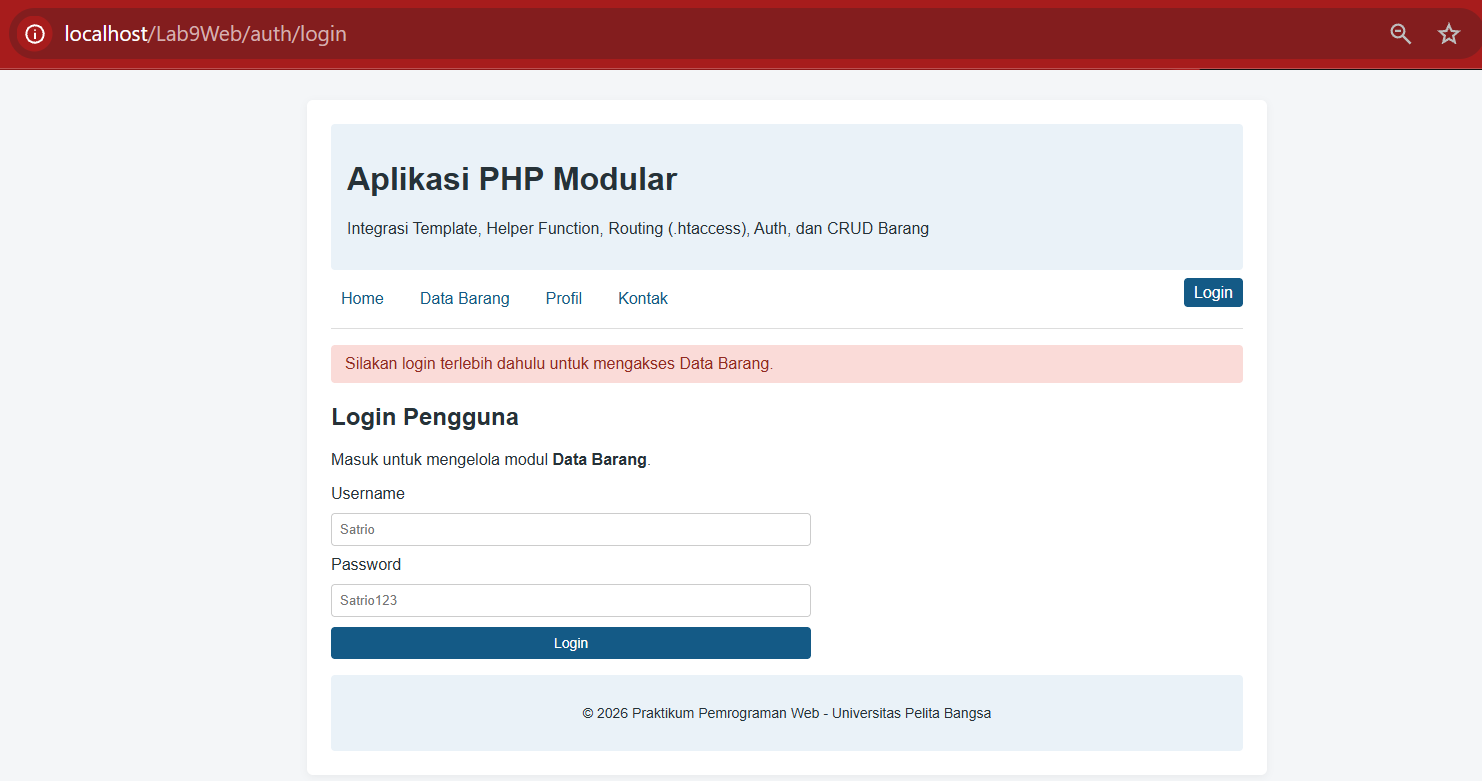 localhost/Lab9Web/auth/login
Aplikasi PHP Modular
Integrasi Template, Helper Function, Routing (.htaccess), Auth, dan CRUD Barang
Home Data Barang Profil Kontak Login
Silakan login terlebih dahulu untuk mengakses Data Barang.
Login Pengguna
Masuk untuk mengelola modul Data Barang.
Username
Satrio
Password
Satrio123
Login
© 2026 Praktikum Pemrograman Web - Universitas Pelita Bangsa